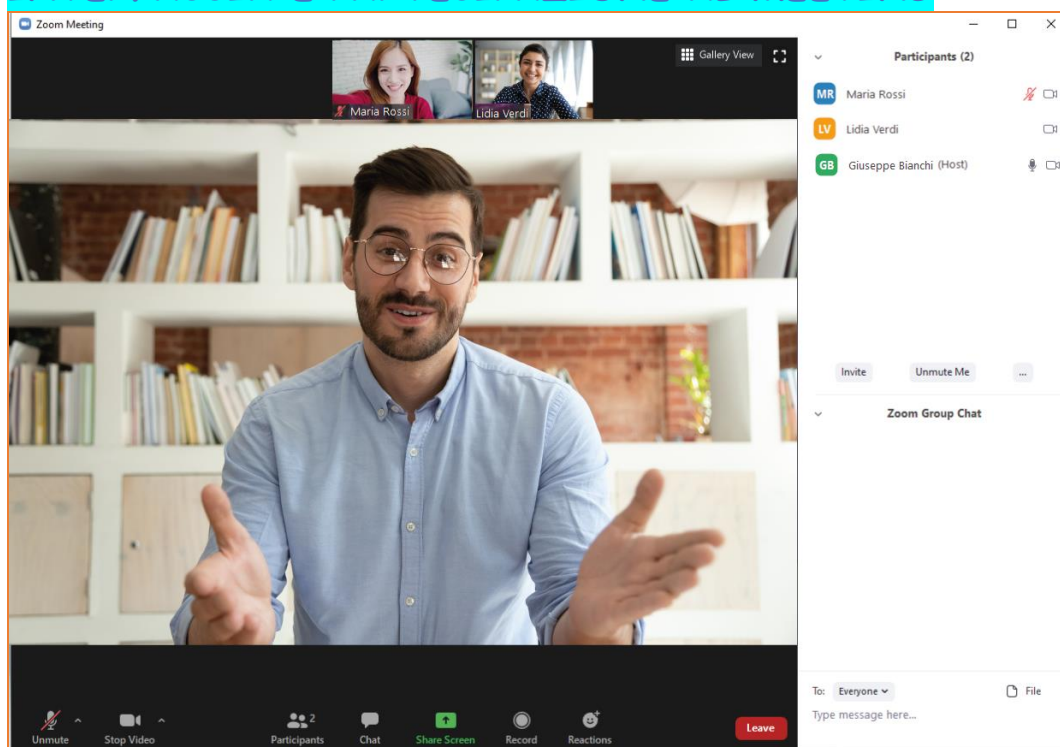 Zoom Meeting
Gallery View
Maria Rossi
Lidia Verdi
Participants (2)
MR Maria Rossi
LV Lidia Verdi
GB Giuseppe Bianchi (Host)
Invite
Unmute Me
...
Zoom Group Chat
To: Everyone
File
Type message here...
Unmute
Stop Video
2
Participants
Chat
Share Screen
Record
Reactions
Leave